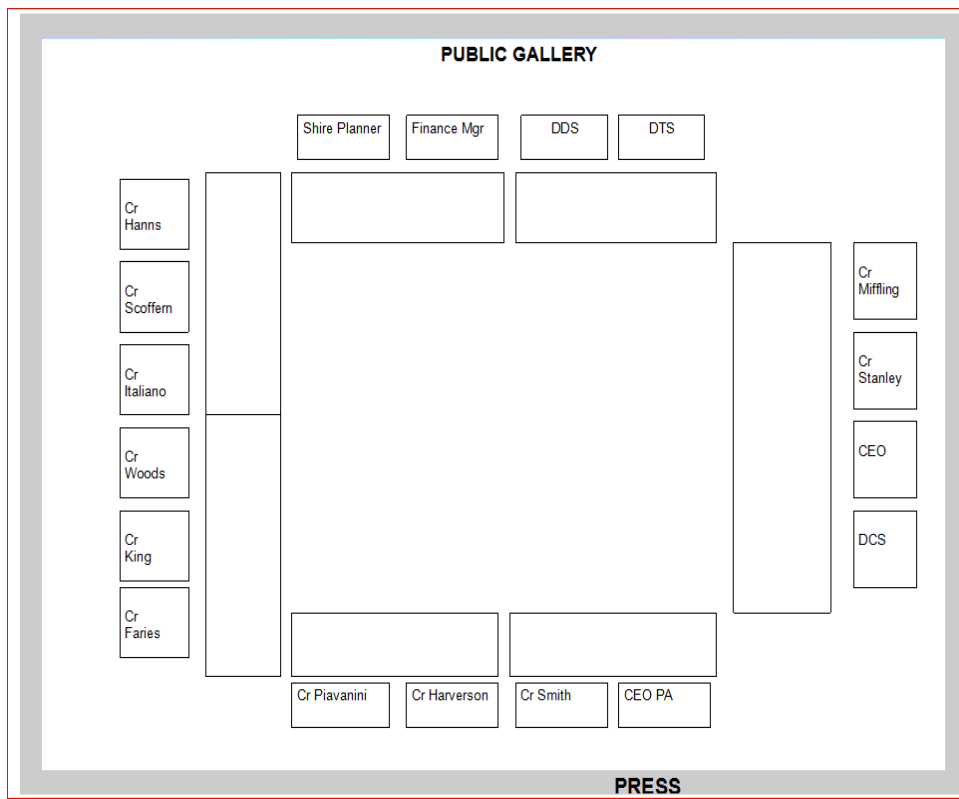 PUBLIC GALLERY
Shire Planner
Finance Mgr
DDS
DTS
Cr
Hanns
Cr
Scoffern
Cr
Italiano
Cr
Woods
Cr
King
Cr
Faries
Cr
Miffling
Cr
Stanley
CEO
DCS
Cr Piavanini
Cr Harverson
Cr Smith
CEO PA
PRESS